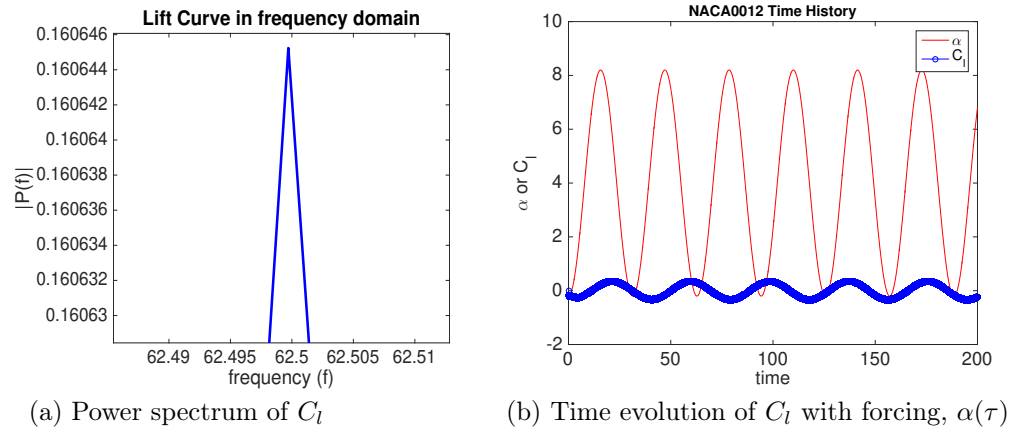 Lift Curve in frequency domain
0.160646
0.160644
0.160642
0.16064
0.160638
0.160636
0.160634
0.160632
0.16063
|P(f)|
62.49 62.495 62.5 62.505 62.51
frequency (f)
(a) Power spectrum of C_l
NACA0012 Time History
α
C_l
10
8
6
4
2
0
-2
α or C_l
0 50 100 150 200
time
(b) Time evolution of C_l with forcing, α(τ)